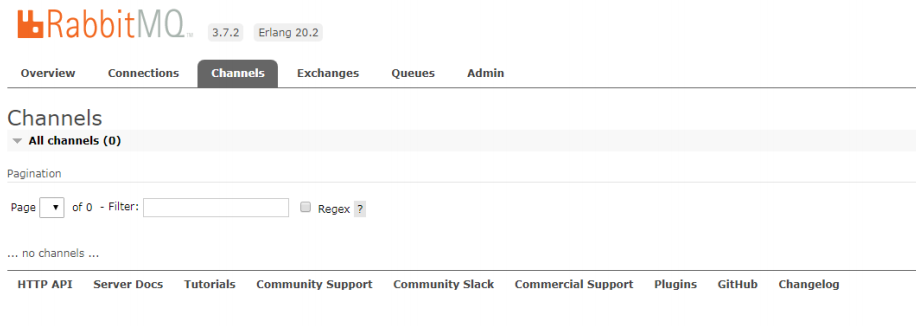 RabbitMQ™ 3.7.2 Erlang 20.2
Overview Connections Channels Exchanges Queues Admin
Channels
All channels (0)
Pagination
Page of 0 - Filter: Regex ?
... no channels ...
HTTP API Server Docs Tutorials Community Support Community Slack Commercial Support Plugins GitHub Changelog